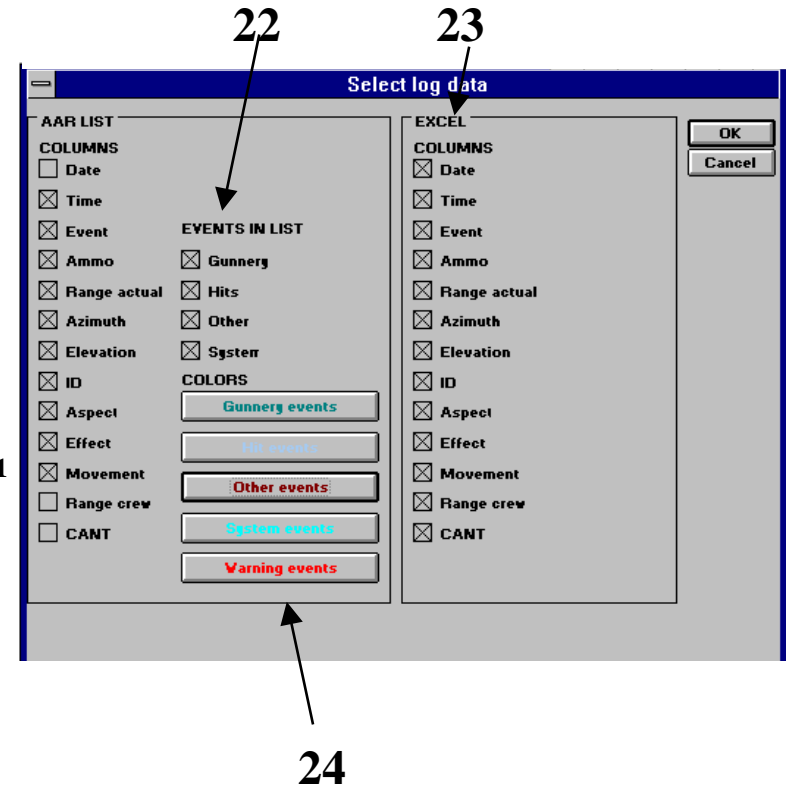 22 23
Select log data
AAR LIST
COLUMNS
Date
Time
Event
Ammo
Range actual
Azimuth
Elevation
ID
Aspect
Effect
Movement
Range crew
CANT
EVENTS IN LIST
Gunnery
Hits
Other
System
COLORS
Gunnery events
Hit events
Other events
System events
Warning events
EXCEL
COLUMNS
Date
Time
Event
Ammo
Range actual
Azimuth
Elevation
ID
Aspect
Effect
Movement
Range crew
CANT
OK
Cancel
1
24